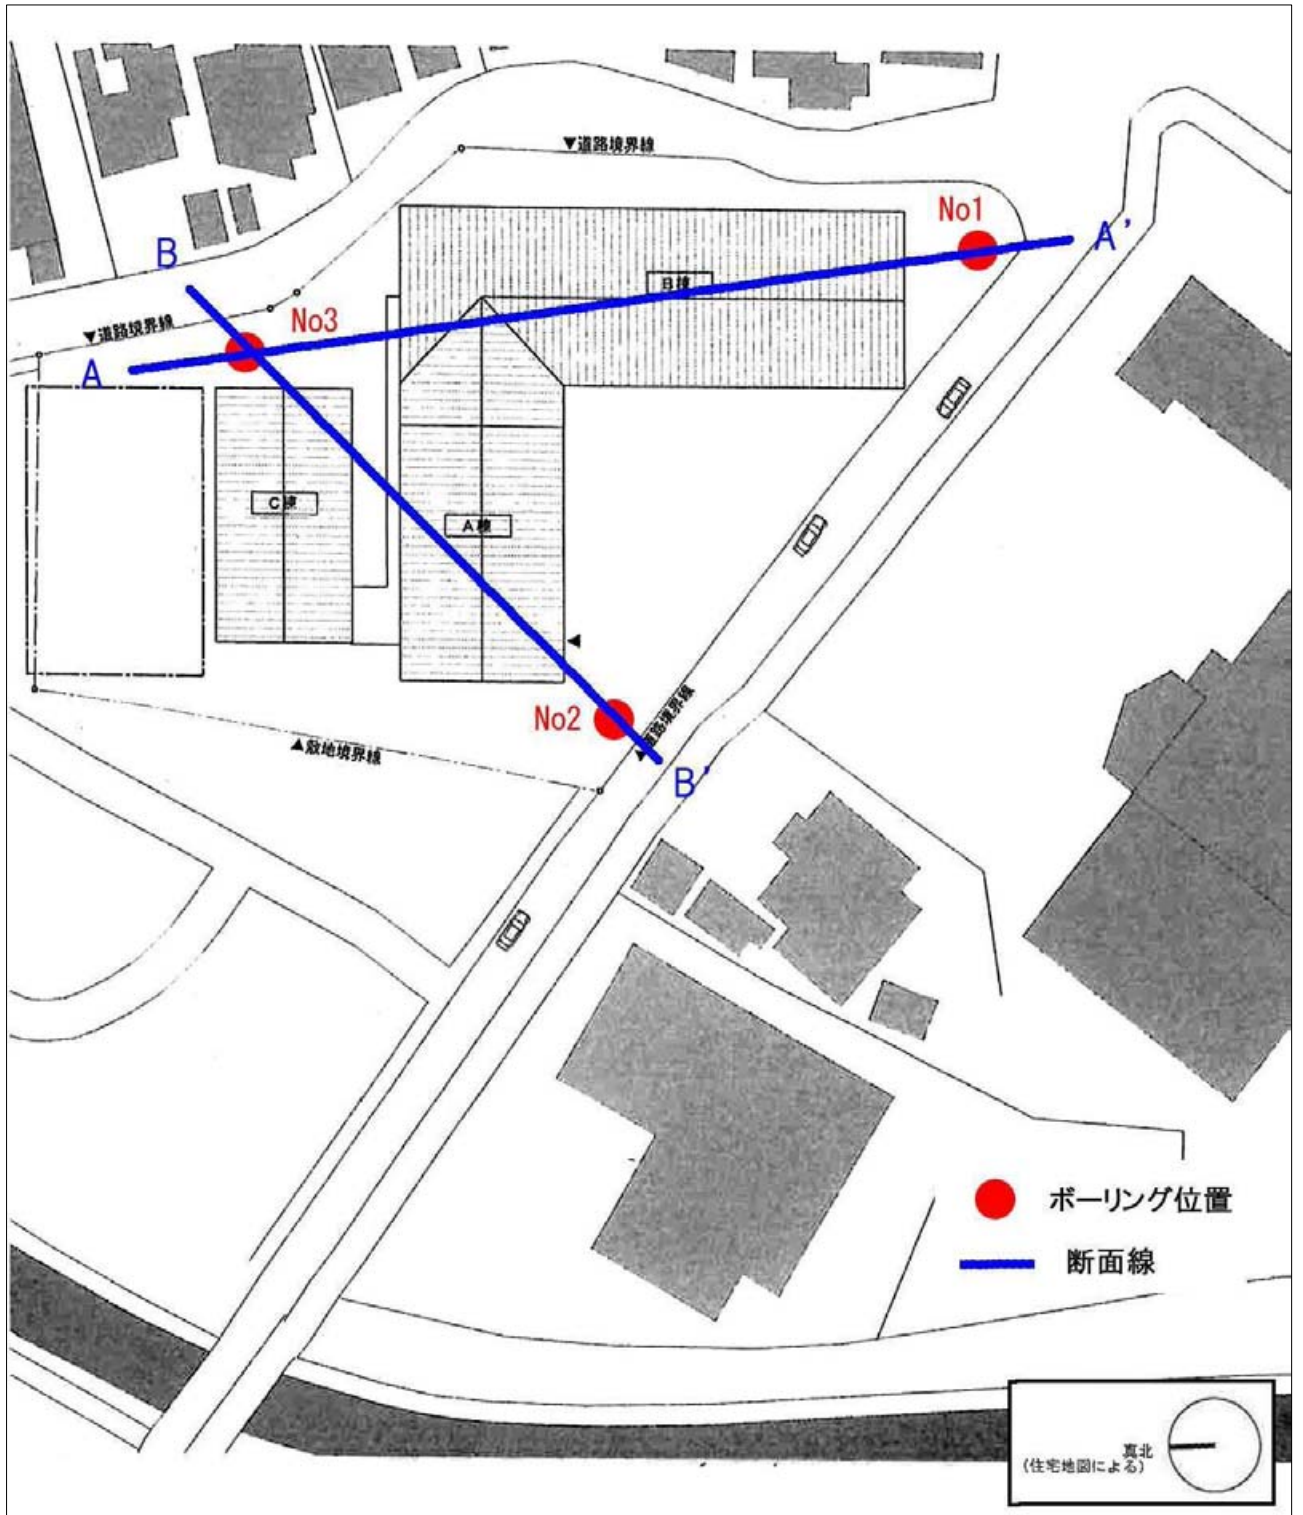 ▼道路境界線
No1
A'
B
B棟
No3
▼道路境界線
A
C棟
A棟
No2
▼道路境界線
▲敷地境界線
B'
ボーリング位置
断面線
真北
(住宅地図による)